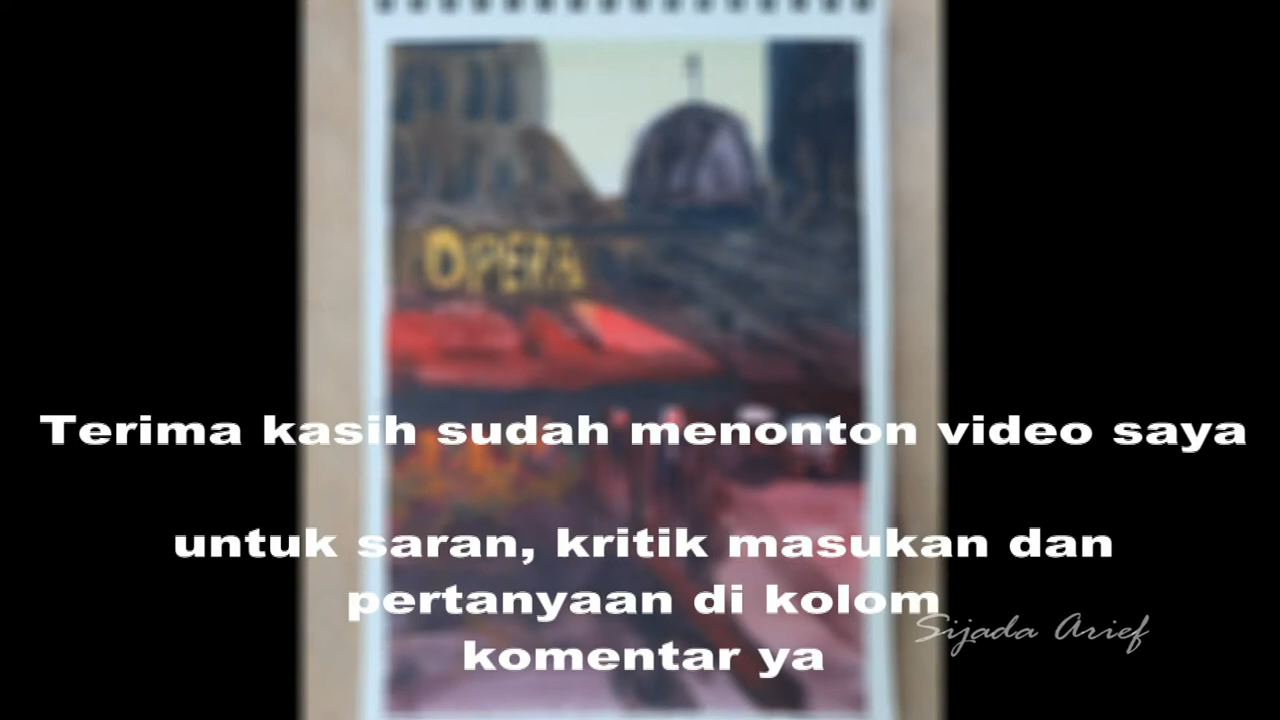 OPERA
Terima kasih sudah menonton video saya
untuk saran, kritik masukan dan
pertanyaan di kolom
komentar ya
Sijada Arief